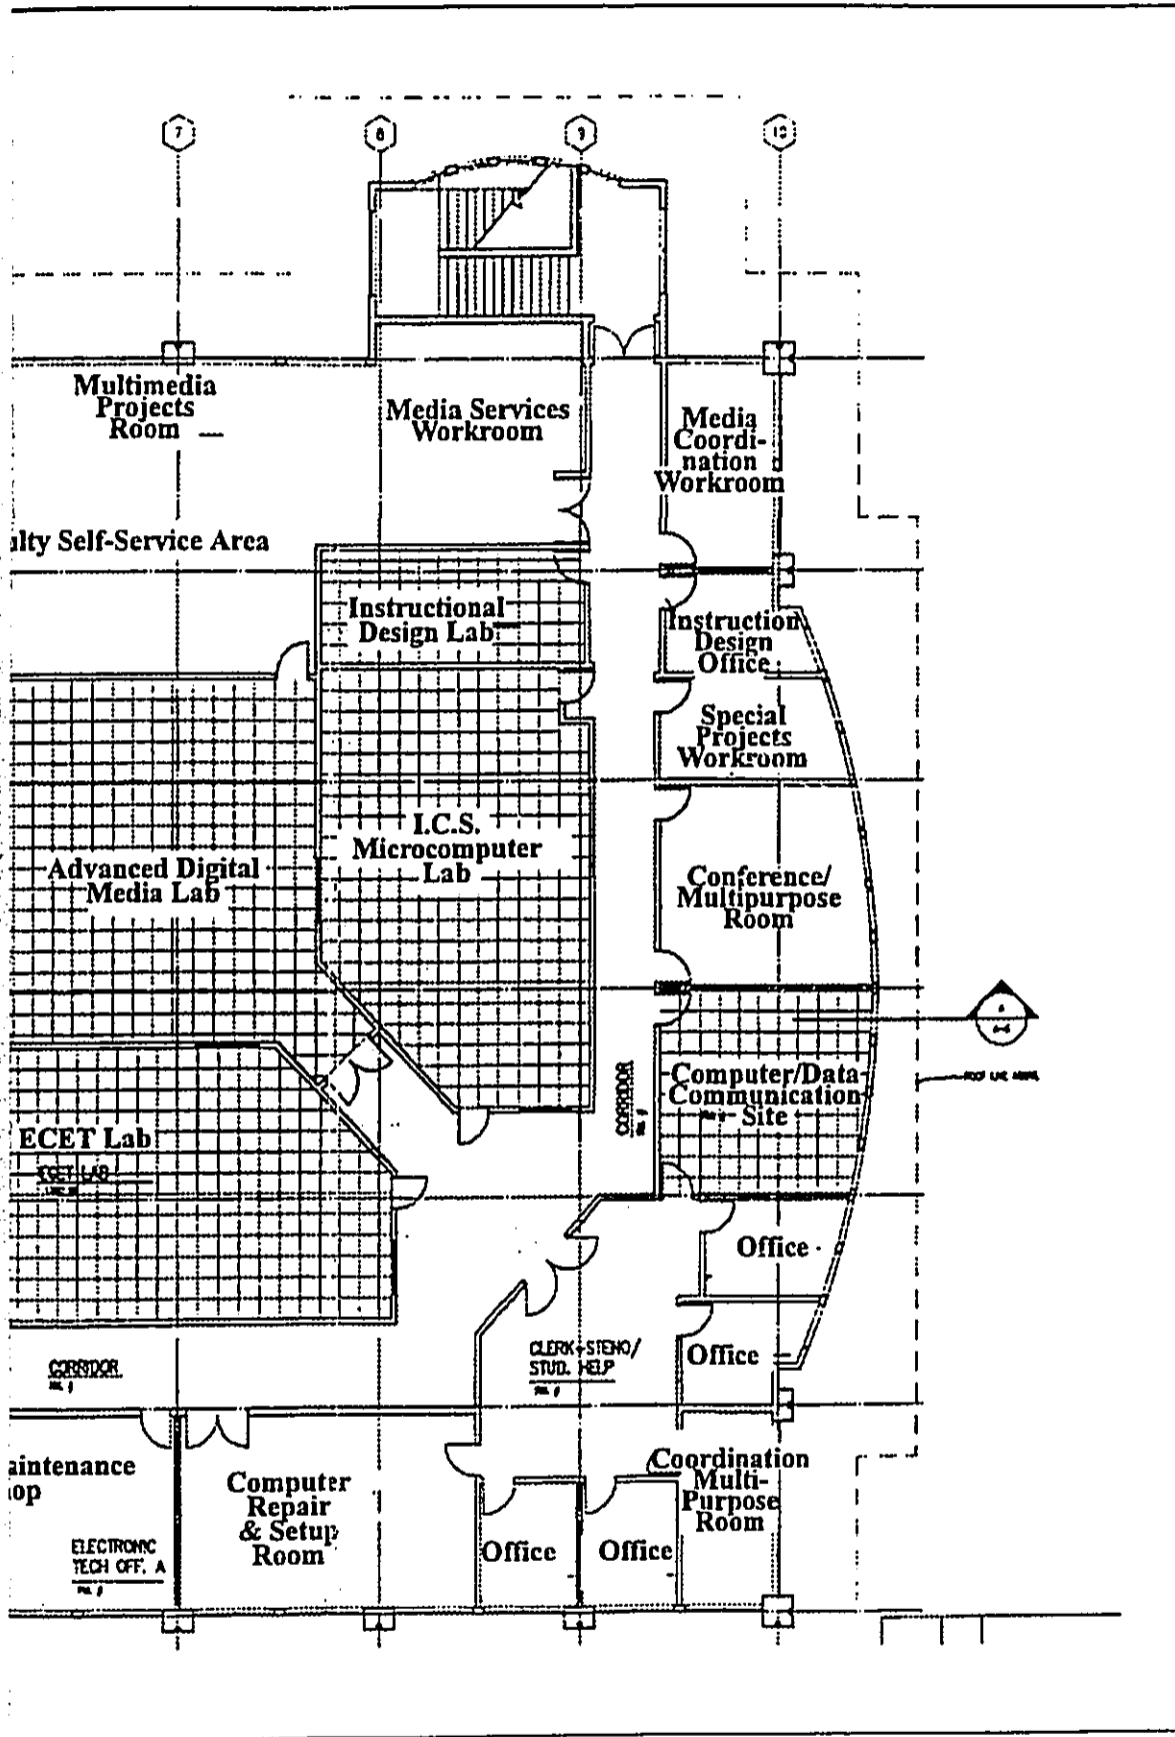 7
8
9
10
Multimedia
Projects
Room
Media Services
Workroom
Media
Coordi-
nation
Workroom
ulty Self-Service Area
Instructional
Design Lab
Instruction
Design
Office
Special
Projects
Workroom
I.C.S.
Microcomputer
Lab
Advanced Digital
Media Lab
Conference/
Multipurpose
Room
Computer/Data
Communication
Site
CORRIDOR
ECET Lab
ECET LAB
Office
Office
CLERK-STENO/
STUD. HELP
CORRIDOR
aintenance
op
Computer
Repair
& Setup
Room
Coordination
Multi-
Purpose
Room
ELECTRONIC
TECH OFF. A
Office
Office